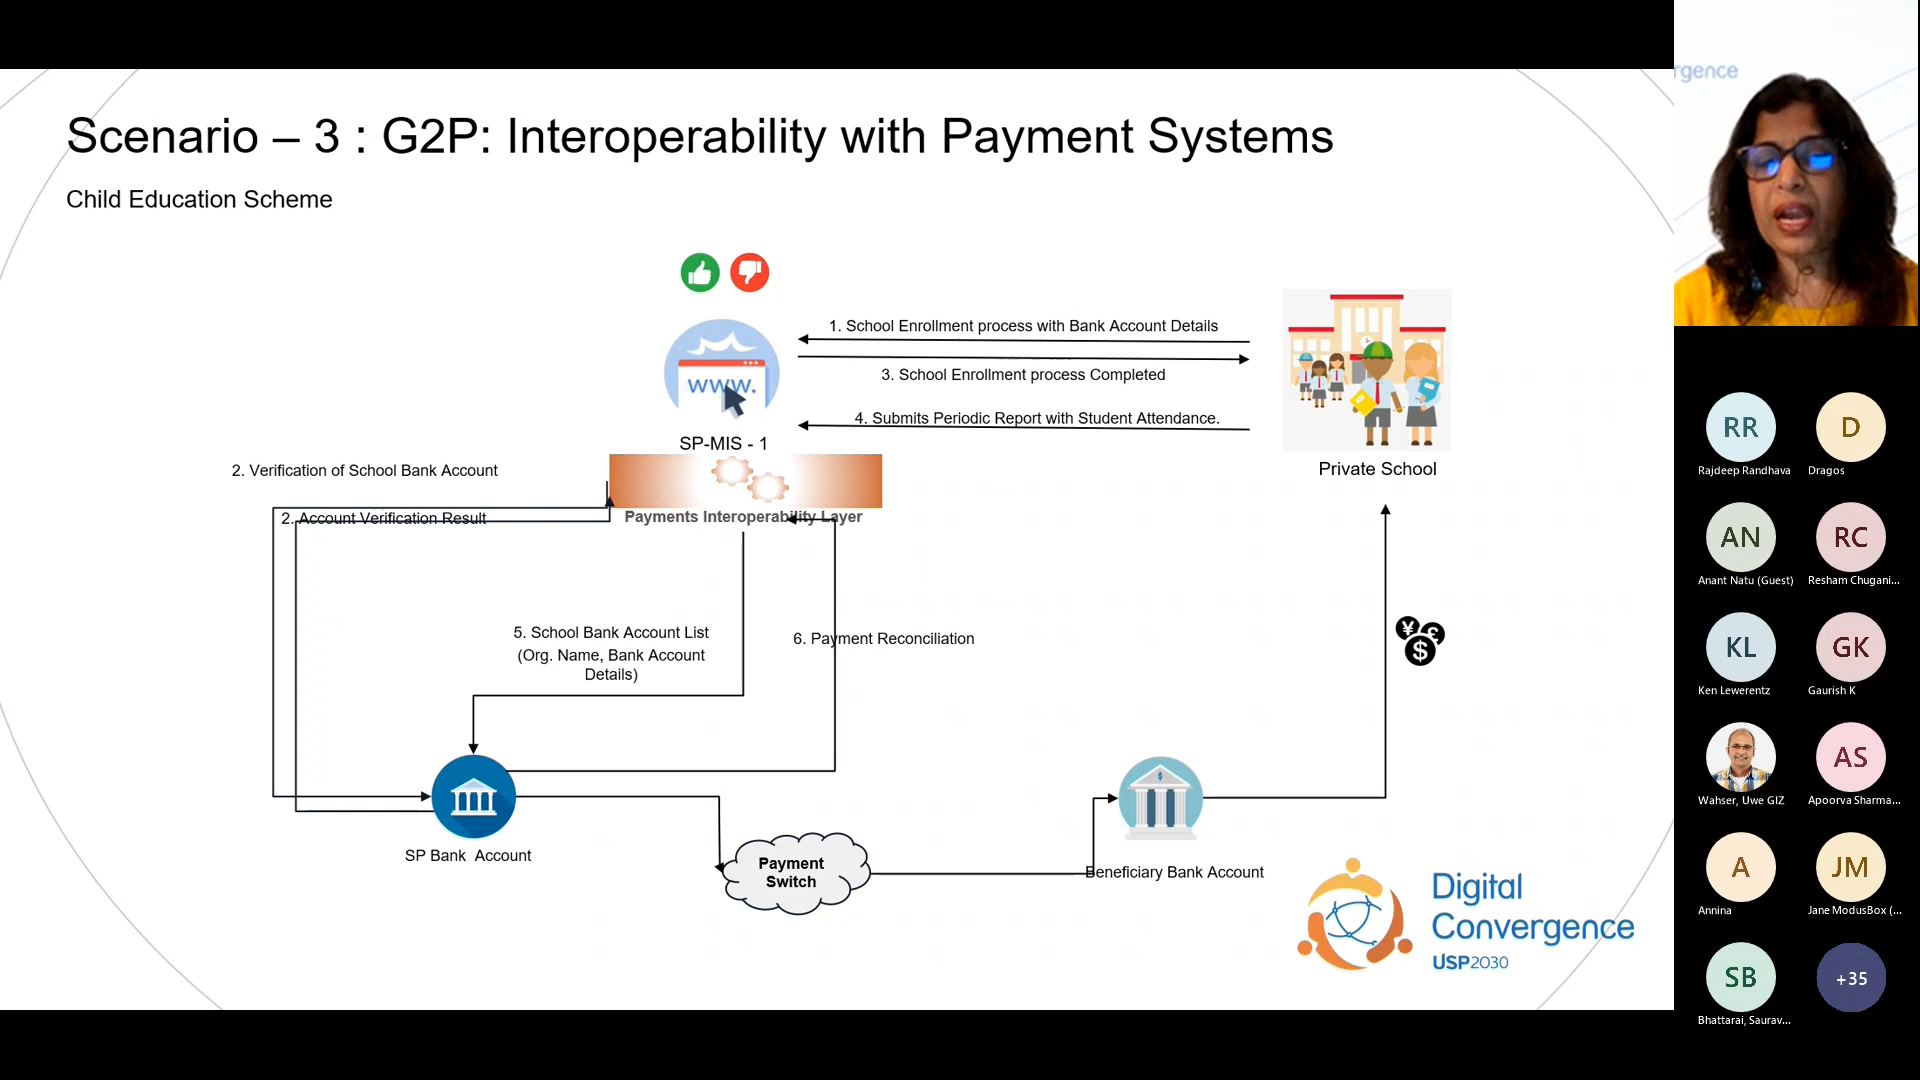 Scenario – 3 : G2P: Interoperability with Payment Systems
Child Education Scheme
1. School Enrollment process with Bank Account Details
3. School Enrollment process Completed
4. Submits Periodic Report with Student Attendance.
www.
SP-MIS - 1
Private School
2. Verification of School Bank Account
2. Account Verification Result
Payments Interoperability Layer
5. School Bank Account List
(Org. Name, Bank Account
Details)
6. Payment Reconciliation
¥ £
$
SP Bank Account
Payment
Switch
$
Beneficiary Bank Account
Digital
Convergence
USP2030
rgence
RR
D
Rajdeep Randhava
Dragos
AN
RC
Anant Natu (Guest)
Resham Chugani...
KL
GK
Ken Lewerentz
Gaurish K
AS
Wahser, Uwe GIZ
Apoorva Sharma...
A
JM
Annina
Jane ModusBox (...
SB
+35
Bhattarai, Saurav...